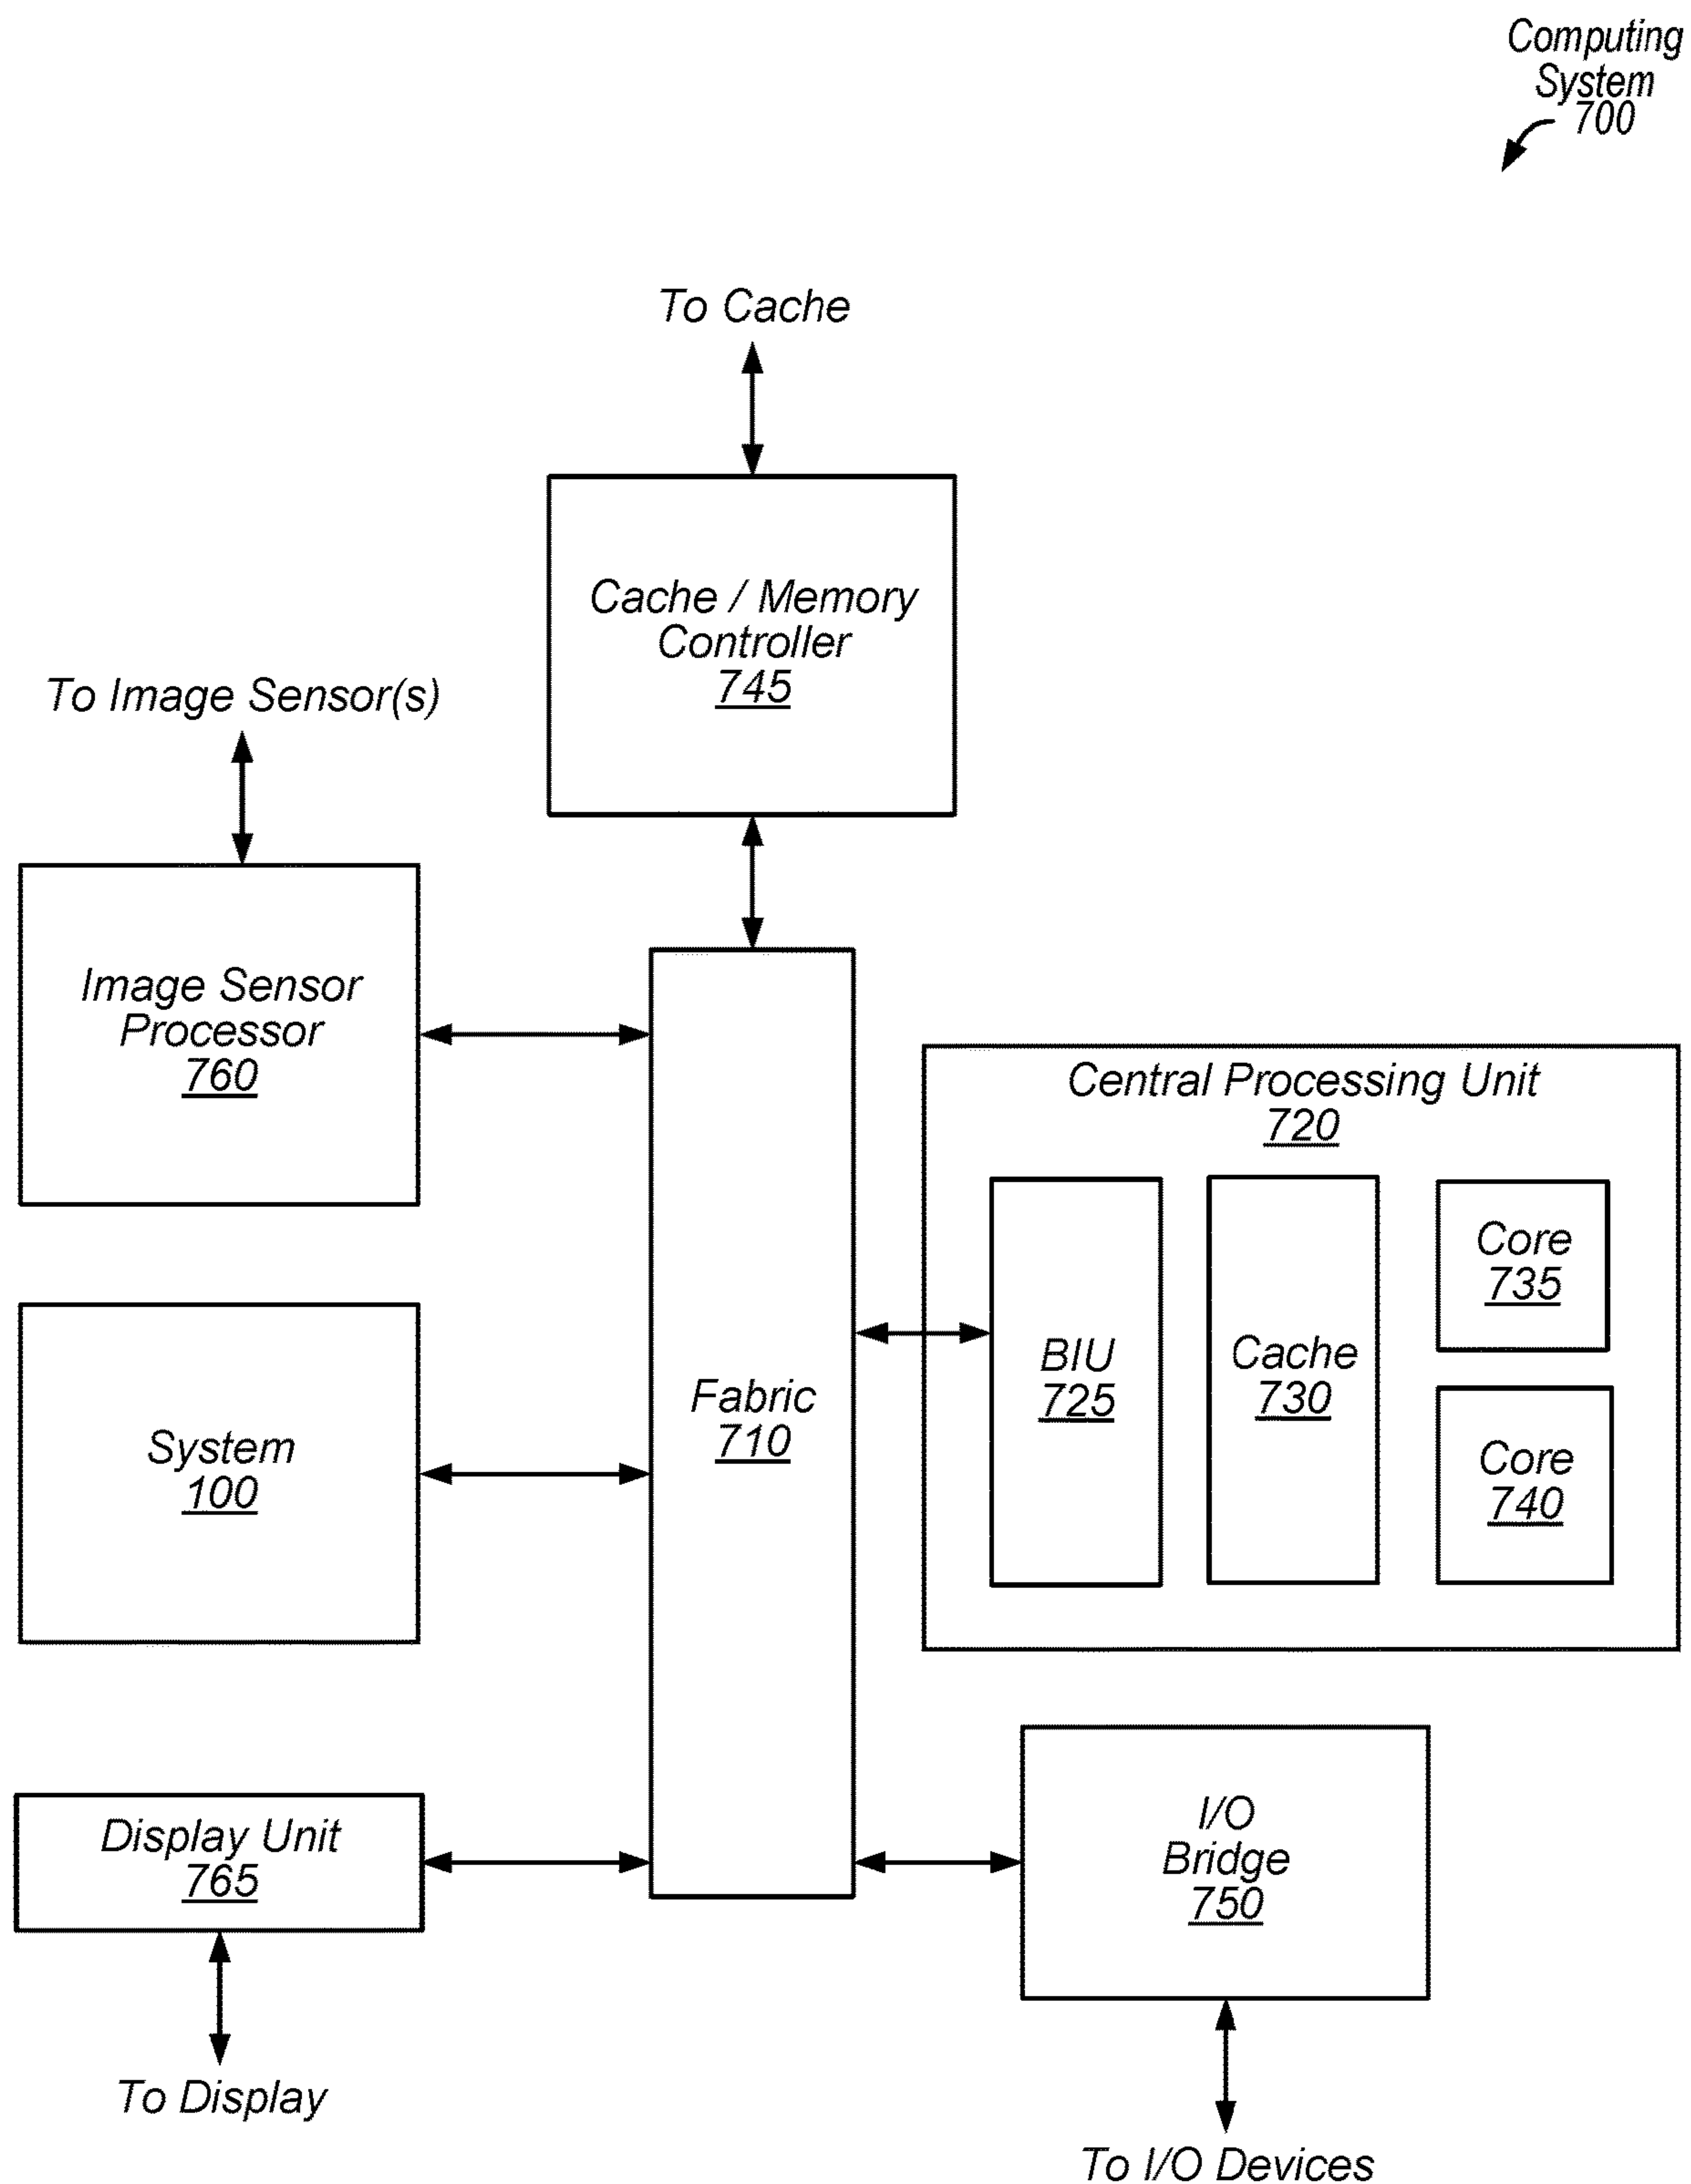 Computing
System
700
To Cache
Cache / Memory
Controller
745
To Image Sensor(s)
Image Sensor
Processor
760
Central Processing Unit
720
BIU
725
Cache
730
Core
735
Core
740
Fabric
710
System
100
Display Unit
765
I/O
Bridge
750
To Display
To I/O Devices